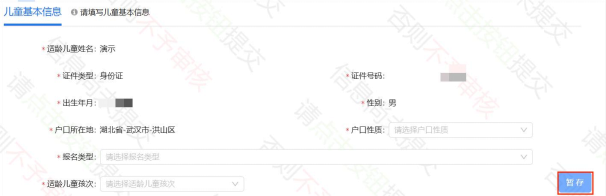 儿童基本信息 请填写儿童基本信息
* 适龄儿童姓名: 演示
* 证件类型: 身份证 * 证件号码:
* 出生年月: * 性别: 男
* 户口所在地: 湖北省-武汉市-洪山区 * 户口性质: 请选择户口性质
* 报名类型: 请选择报名类型
* 适龄儿童孩次: 请选择适龄儿童孩次
暂 存